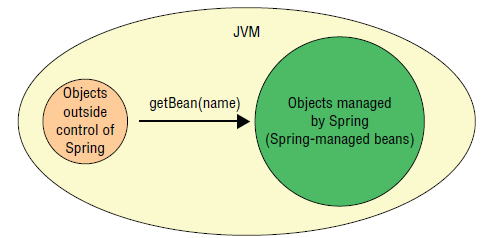 JVM
Objects
outside
control of
Spring
getBean(name)
Objects managed
by Spring
(Spring-managed beans)